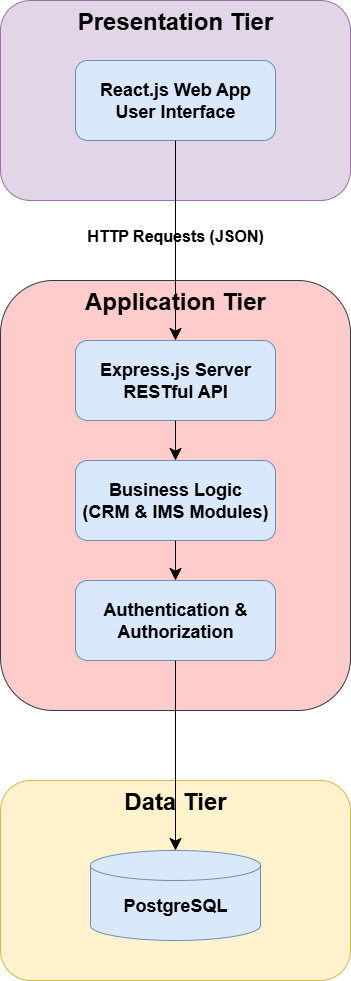 Presentation Tier
React.js Web App
User Interface
HTTP Requests (JSON)
Application Tier
Express.js Server
RESTful API
Business Logic
(CRM & IMS Modules)
Authentication &
Authorization
Data Tier
PostgreSQL